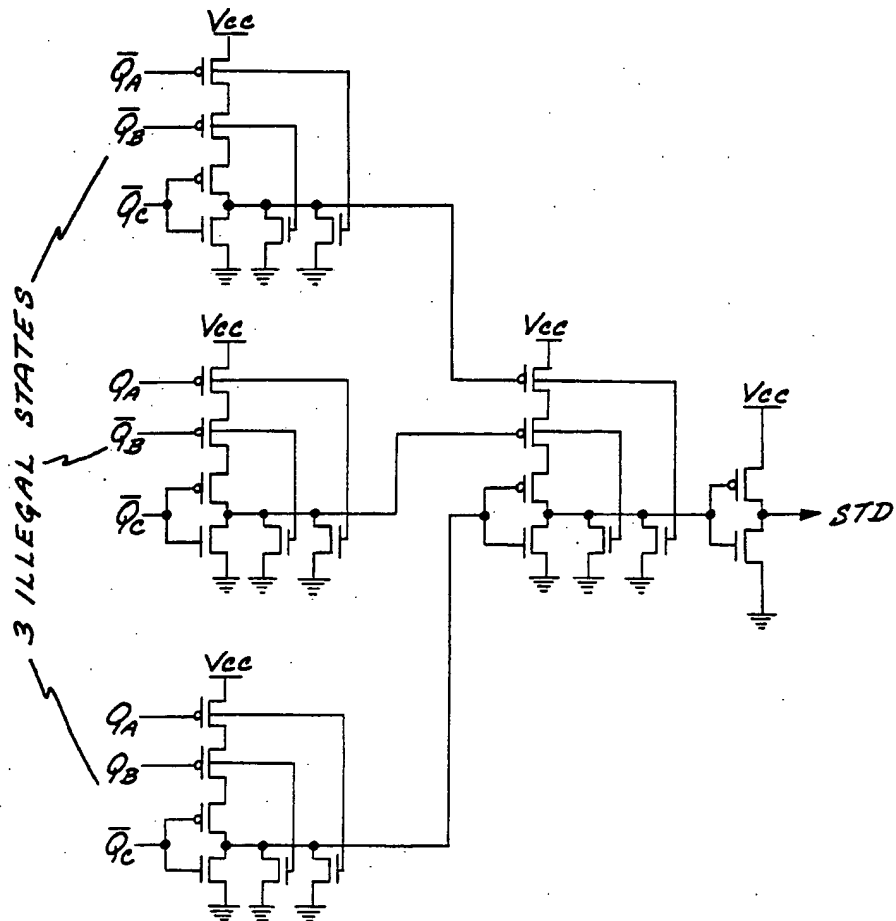 Vcc
Q̅A
Q̅B
Q̅C
3 ILLEGAL STATES
Vcc
QA
Q̅B
Q̅C
Vcc
Vcc
STD
Vcc
QA
QB
Q̅C